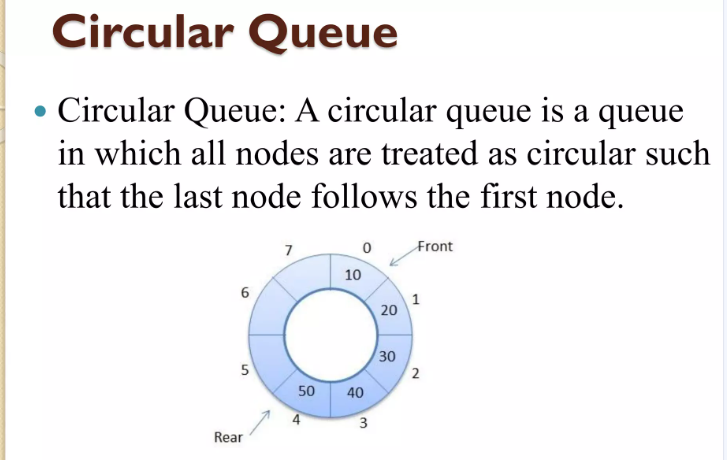 Circular Queue
Circular Queue: A circular queue is a queue
in which all nodes are treated as circular such
that the last node follows the first node.
7
0
Front
10
6
1
20
30
5
2
50
40
4
3
Rear